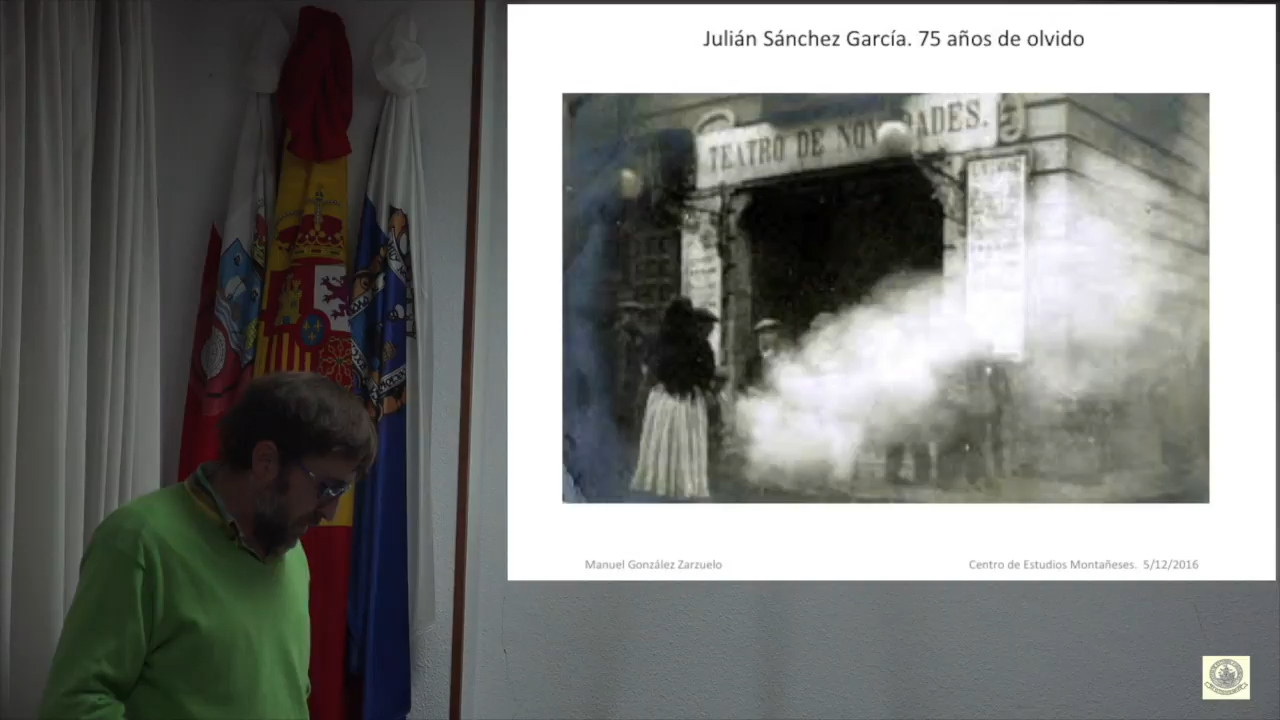 Julián Sánchez García. 75 años de olvido
TEATRO DE NOVEDADES.
Manuel González Zarzuelo
Centro de Estudios Montañeses. 5/12/2016